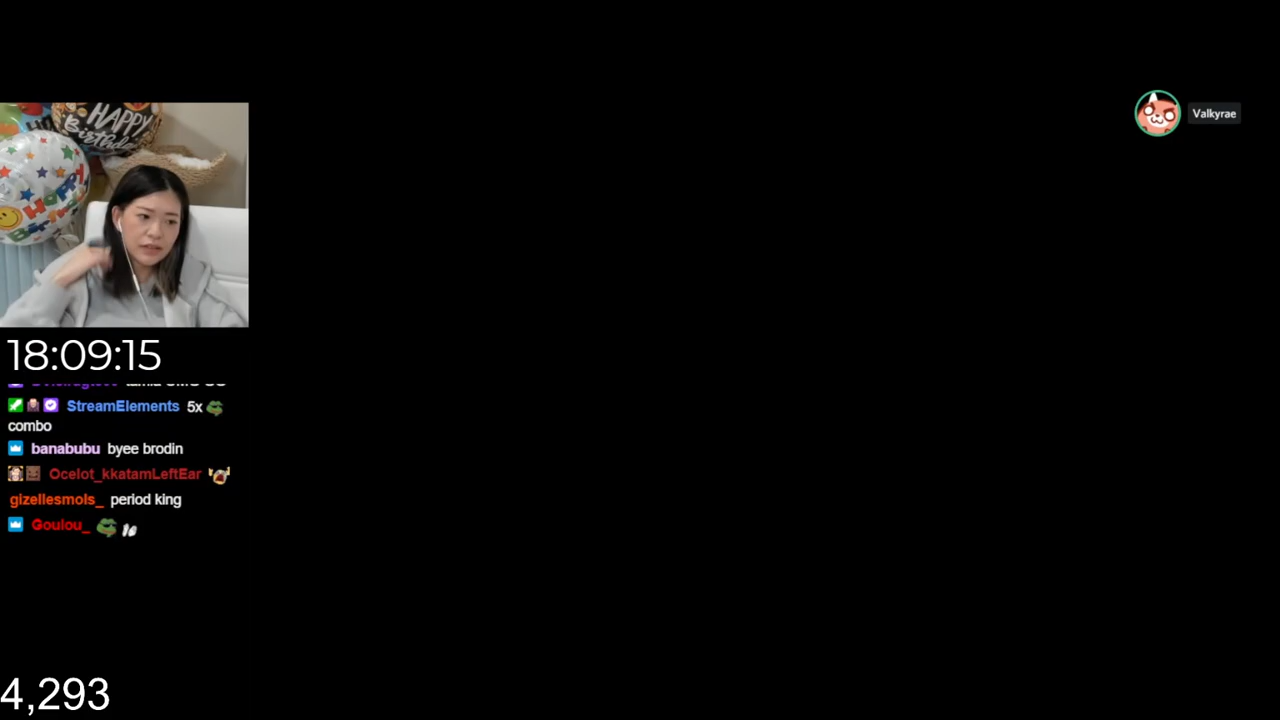 HAPPY
Birthday
HAPPY
Valkyrae
18:09:15
StreamElements 5x
combo
banabubu byee brodin
Ocelot_kkatamLeftEar
gizellesmols_ period king
Goulou_
4,293